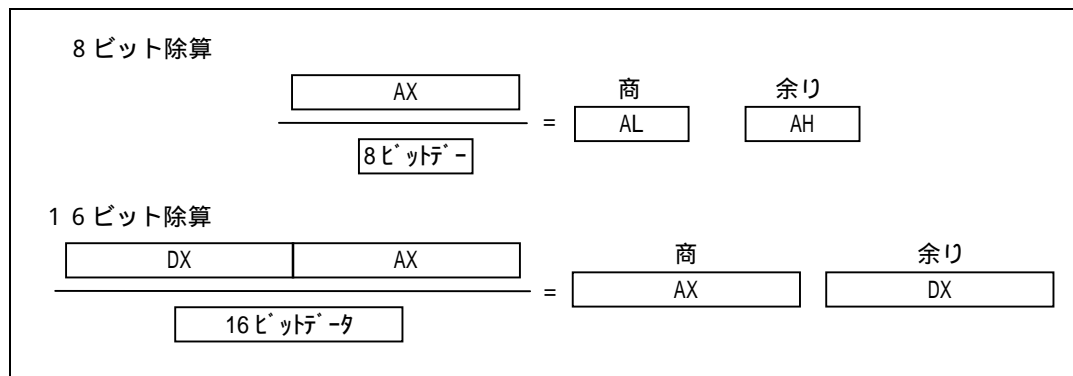 8ビット除算
AX
商 余り
= AL AH
8ビットデー
16ビット除算
DX AX
商 余り
= AX DX
16ビットデータ